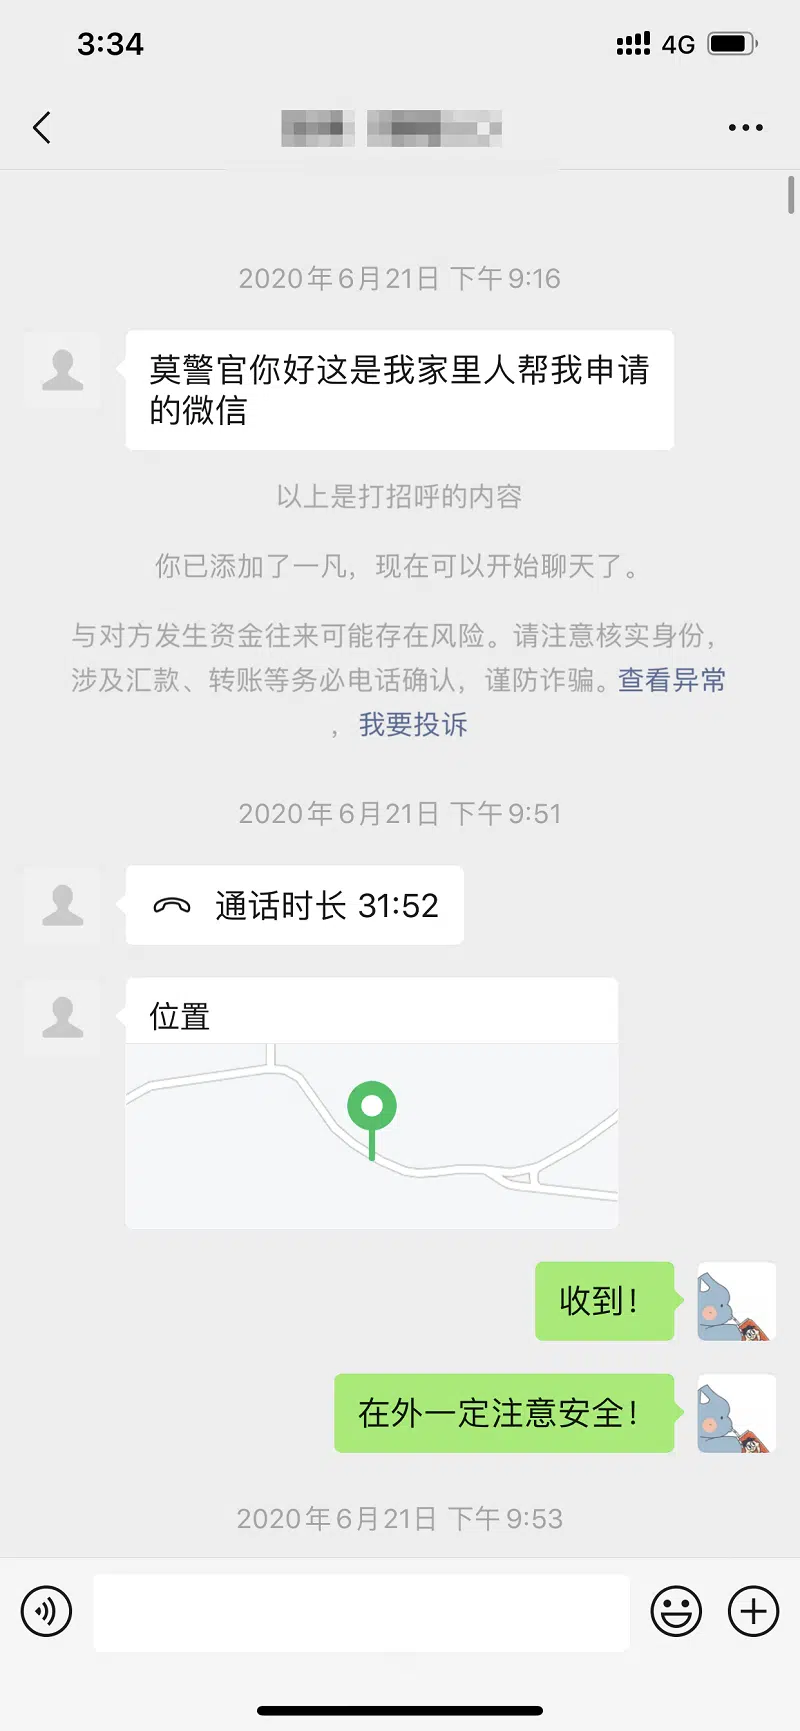 3:34
4G
2020年6月21日 下午9:16
莫警官你好这是我家里人帮我申请
的微信
以上是打招呼的内容
你已添加了一凡，现在可以开始聊天了。
与对方发生资金往来可能存在风险。请注意核实身份，
涉及汇款、转账等务必电话确认，谨防诈骗。查看异常
，我要投诉
2020年6月21日 下午9:51
通话时长 31:52
位置
收到！
在外一定注意安全！
2020年6月21日 下午9:53